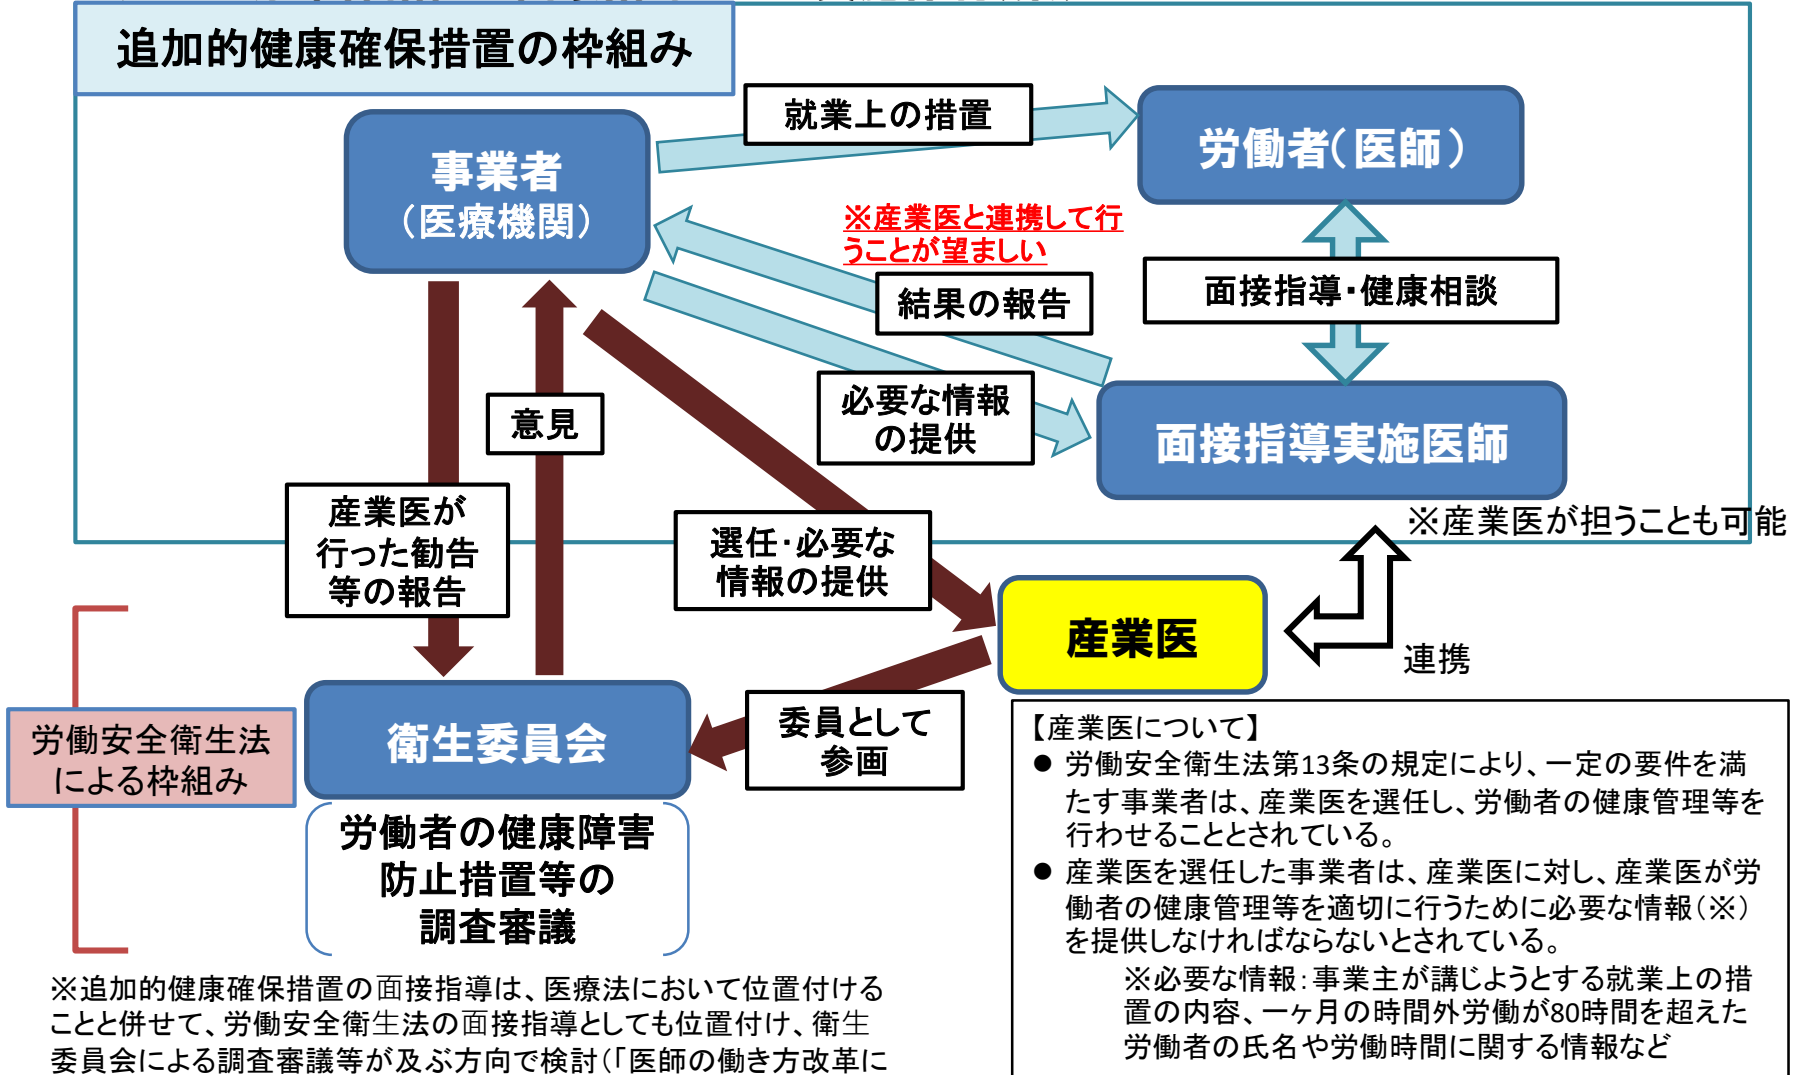 追加的健康確保措置の枠組み
就業上の措置
労働者(医師)
事業者
(医療機関)
※産業医と連携して行
うことが望ましい
結果の報告
面接指導・健康相談
必要な情報
の提供
意見
面接指導実施医師
※産業医が担うことも可能
産業医が
行った勧告
等の報告
選任・必要な
情報の提供
産業医
連携
労働安全衛生法
による枠組み
衛生委員会
委員として
参画
労働者の健康障害
防止措置等の
調査審議
【産業医について】
● 労働安全衛生法第13条の規定により、一定の要件を満
たす事業者は、産業医を選任し、労働者の健康管理等を
行わせることとされている。
● 産業医を選任した事業者は、産業医に対し、産業医が労
働者の健康管理等を適切に行うために必要な情報(※)
を提供しなければならないとされている。
※必要な情報:事業主が講じようとする就業上の措
置の内容、一ヶ月の時間外労働が80時間を超えた
労働者の氏名や労働時間に関する情報など
※追加的健康確保措置の面接指導は、医療法において位置付ける
ことと併せて、労働安全衛生法の面接指導としても位置付け、衛生
委員会による調査審議等が及ぶ方向で検討(「医師の働き方改革に